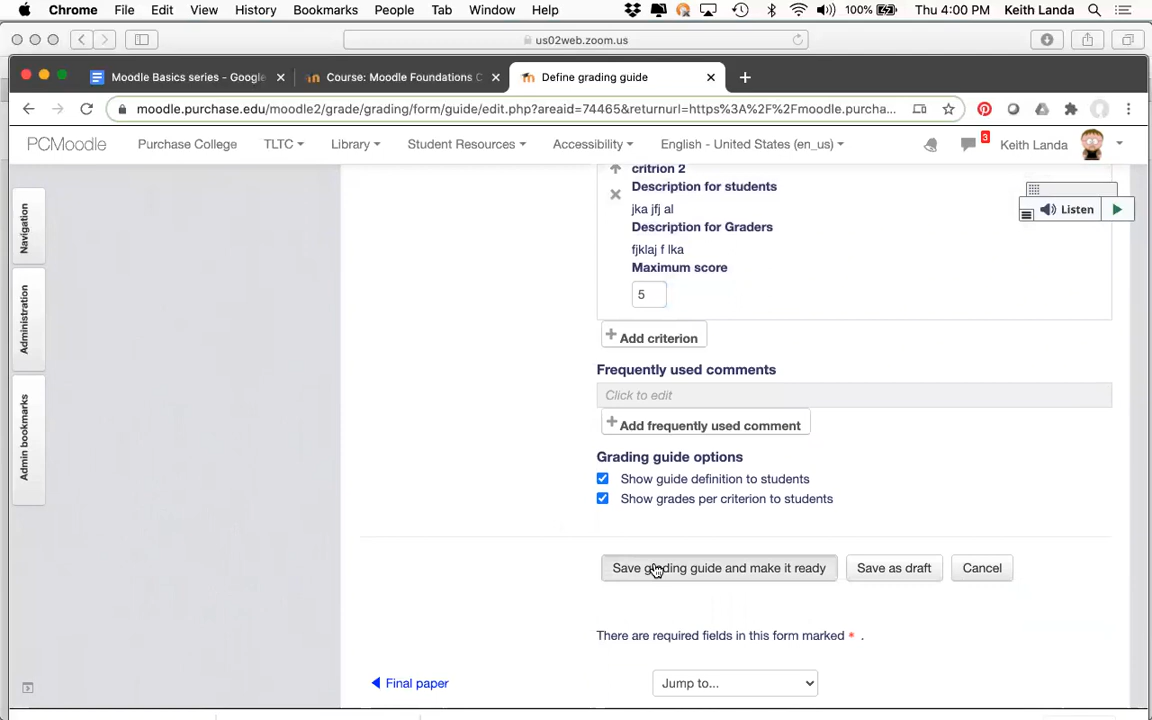 Chrome File Edit View History Bookmarks People Tab Window Help 100% Thu 4:00 PM Keith Landa
us02web.zoom.us
Moodle Basics series - Google Course: Moodle Foundations C Define grading guide
moodle.purchase.edu/moodle2/grade/grading/form/guide/edit.php?areaid=74465&returnurl=https%3A%2F%2Fmoodle.purcha...
PCMoodle Purchase College TLTC Library Student Resources Accessibility English - United States (en_us) 3 Keith Landa
critrion 2
Description for students
Listen
jka jfj al
Description for Graders
fjklaj f lka
Maximum score
5
Navigation
Administration
Admin bookmarks
Add criterion
Frequently used comments
Click to edit
Add frequently used comment
Grading guide options
Show guide definition to students
Show grades per criterion to students
Save grading guide and make it ready Save as draft Cancel
There are required fields in this form marked * .
Final paper Jump to...